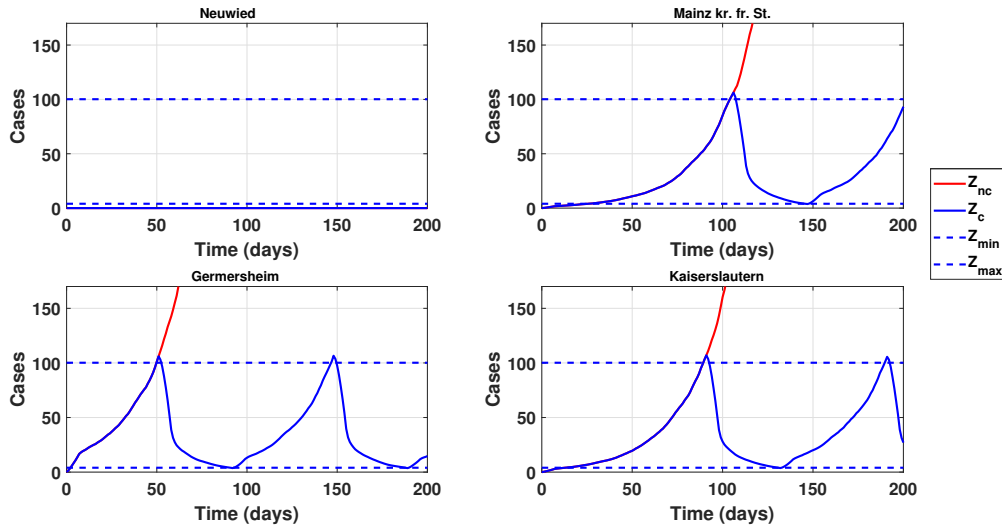 Neuwied
150
100
50
0
Cases
0 50 100 150 200
Time (days)
Mainz kr. fr. St.
150
100
50
0
Cases
0 50 100 150 200
Time (days)
Germersheim
150
100
50
0
Cases
0 50 100 150 200
Time (days)
Kaiserslautern
150
100
50
0
Cases
0 50 100 150 200
Time (days)
Z_nc
Z_c
Z_min
Z_max